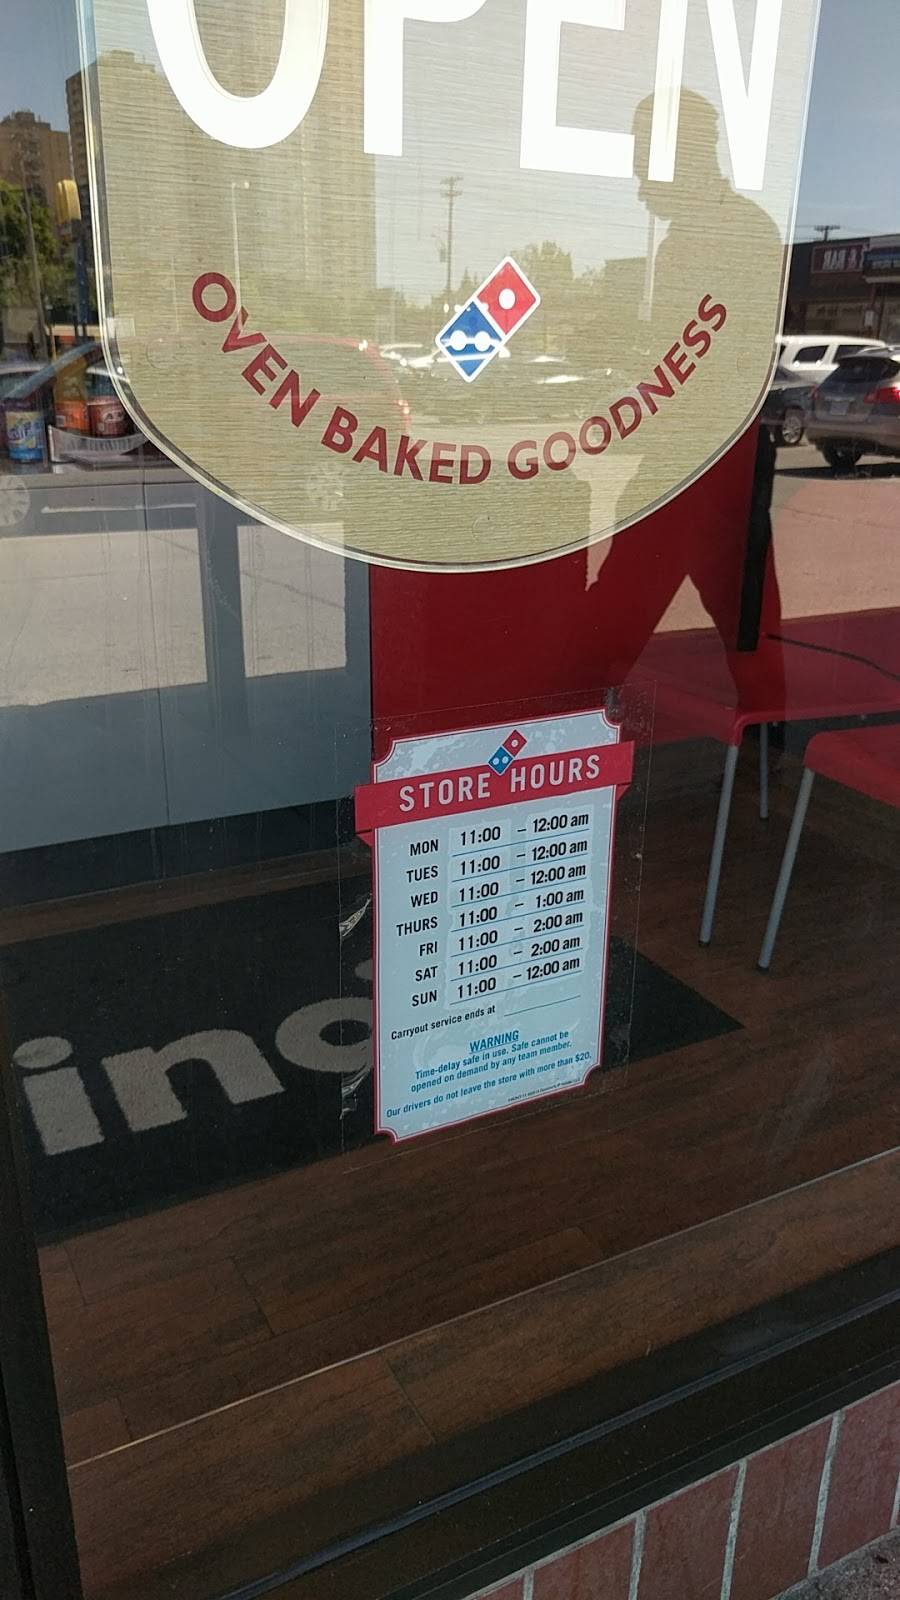 OPEN
OVEN BAKED GOODNESS
STORE HOURS
MON 11:00 – 12:00 am
TUES 11:00 – 12:00 am
WED 11:00 – 12:00 am
THURS 11:00 – 1:00 am
FRI 11:00 – 2:00 am
SAT 11:00 – 2:00 am
SUN 11:00 – 12:00 am
Carryout service ends at
WARNING
Time-delay safe in use. Safe cannot be
opened on demand by any team member.
Our drivers do not leave the store with more than $20.
ing